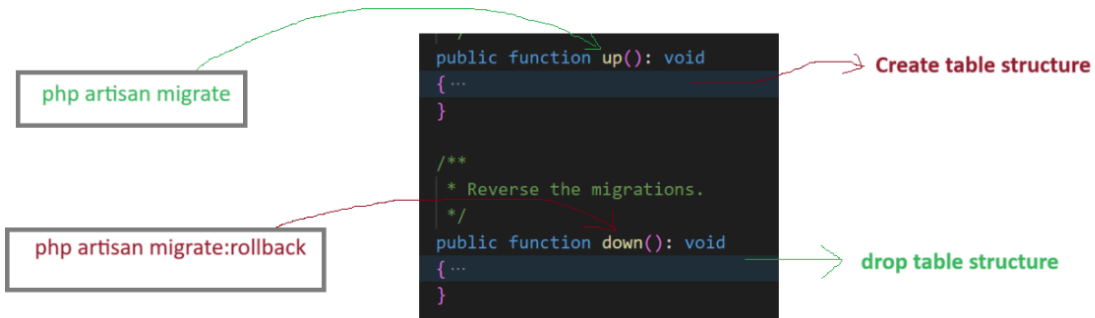 php artisan migrate
*/
public function up(): void
{ ...
}
Create table structure
/**
* Reverse the migrations.
*/
php artisan migrate:rollback
public function down(): void
{ ...
}
drop table structure